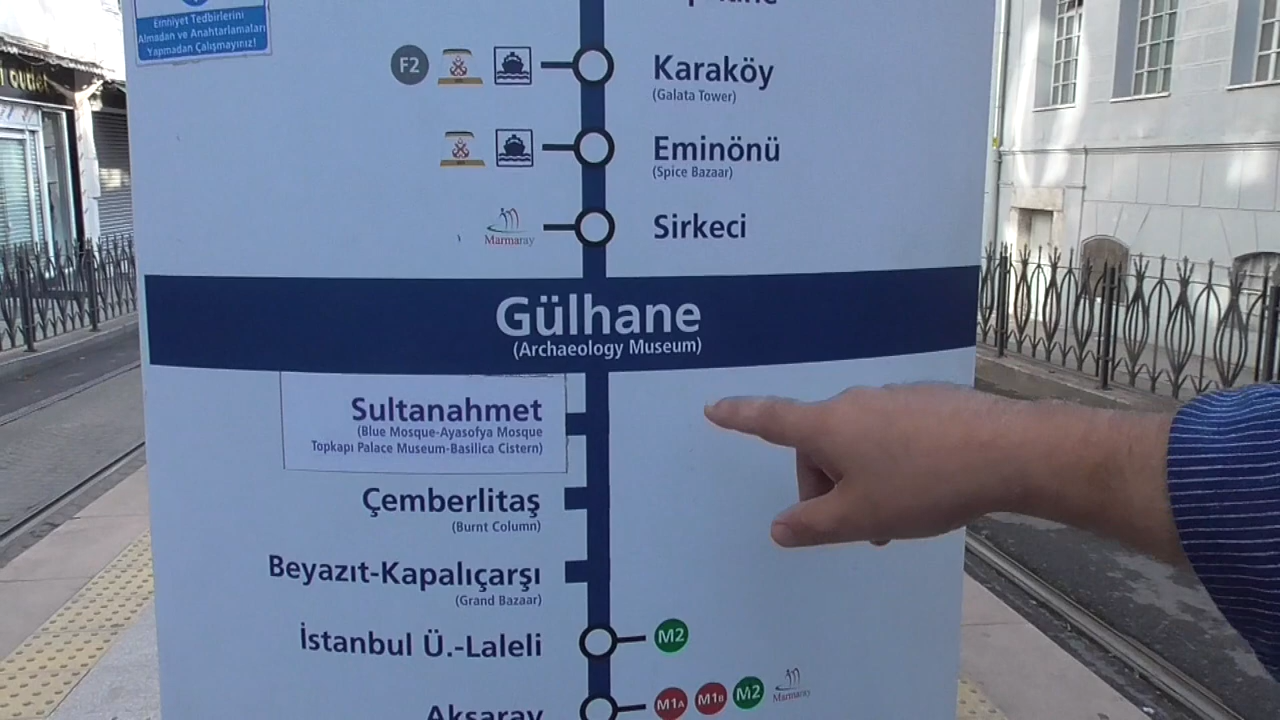 Emniyet Tedbirlerini
Almadan ve Anahtarlamaları
Yapmadan Çalışmayınız!
outlet
F2
Karaköy
(Galata Tower)
Eminönü
(Spice Bazaar)
Marmaray
Sirkeci
Gülhane
(Archaeology Museum)
Sultanahmet
(Blue Mosque-Ayasofya Mosque
Topkapı Palace Museum-Basilica Cistern)
Çemberlitaş
(Burnt Column)
Beyazıt-Kapalıçarşı
(Grand Bazaar)
İstanbul Ü.-Laleli
M2
Aksaray
M1A
M1B
M2
Marmaray